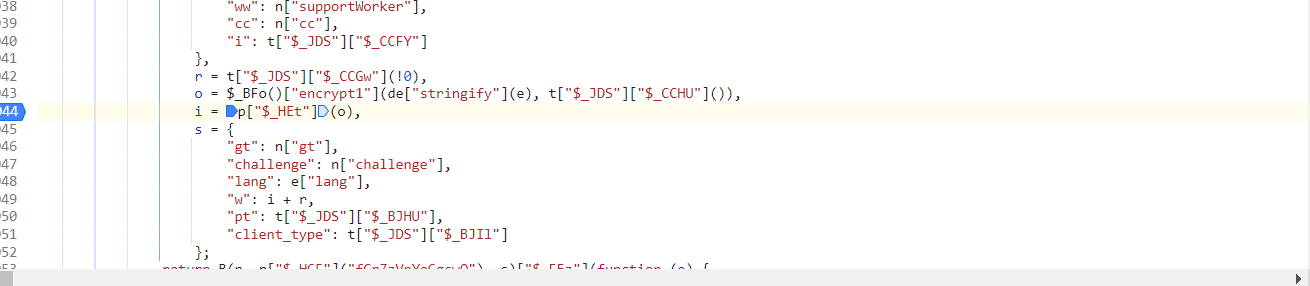 38 "ww": n["supportWorker"],
39 "cc": n["cc"],
40 "i": t["$_JDS"]["$_CCFY"]
41 },
42 r = t["$_JDS"]["$_CCGw"](!0),
43 o = $_BFo()["encrypt1"](de["stringify"](e), t["$_JDS"]["$_CCHU"]()),
44 i = p["$_HEt"](o),
45 s = {
46 "gt": n["gt"],
47 "challenge": n["challenge"],
48 "lang": e["lang"],
49 "w": i + r,
50 "pt": t["$_JDS"]["$_BJHU"],
51 "client_type": t["$_JDS"]["$_BJIl"]
52 };